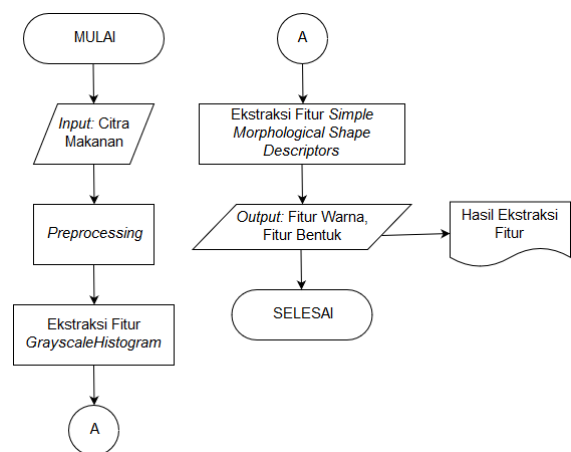 MULAI
Input: Citra
Makanan
Preprocessing
Ekstraksi Fitur
GrayscaleHistogram
A
A
Ekstraksi Fitur Simple
Morphological Shape
Descriptors
Output: Fitur Warna,
Fitur Bentuk
Hasil Ekstraksi
Fitur
SELESAI